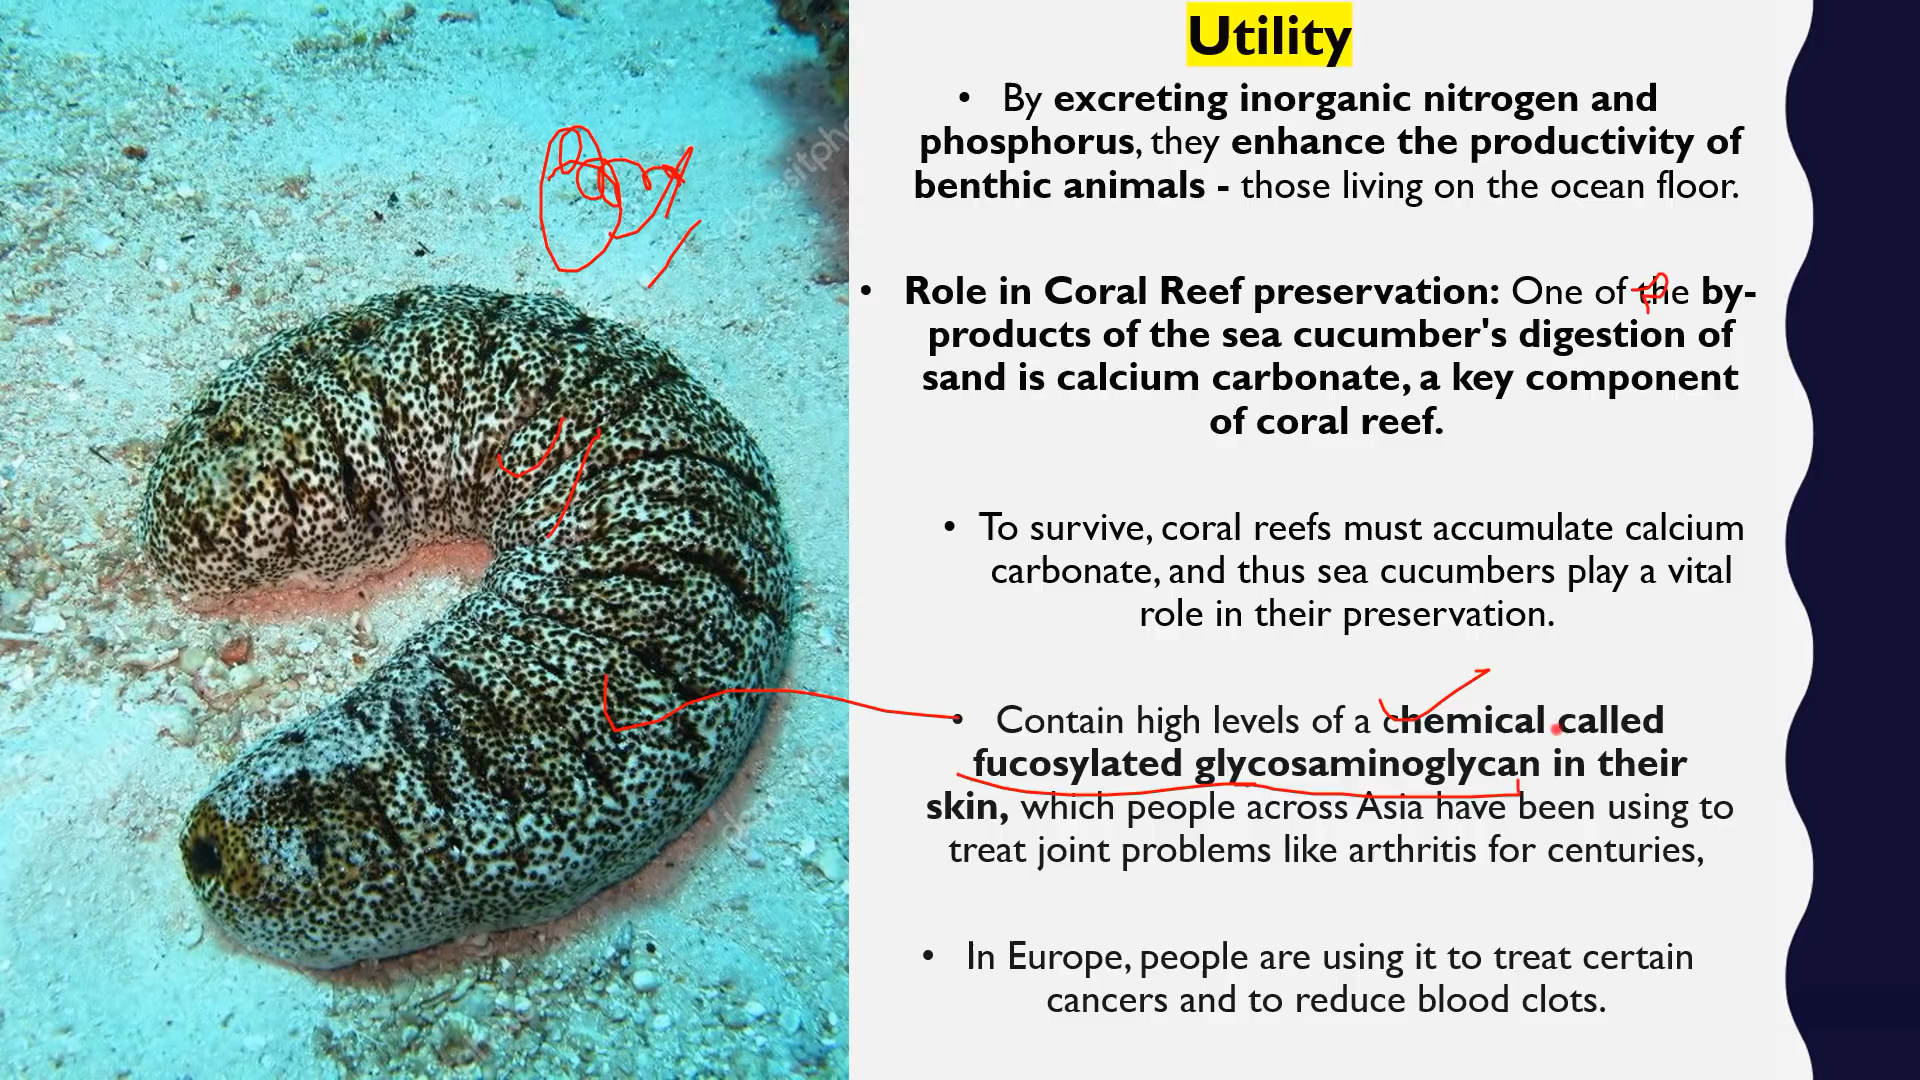 Utility
• By excreting inorganic nitrogen and
phosphorus, they enhance the productivity of
benthic animals - those living on the ocean floor.
• Role in Coral Reef preservation: One of the by-
products of the sea cucumber's digestion of
sand is calcium carbonate, a key component
of coral reef.
• To survive, coral reefs must accumulate calcium
carbonate, and thus sea cucumbers play a vital
role in their preservation.
• Contain high levels of a chemical called
fucosylated glycosaminoglycan in their
skin, which people across Asia have been using to
treat joint problems like arthritis for centuries,
• In Europe, people are using it to treat certain
cancers and to reduce blood clots.